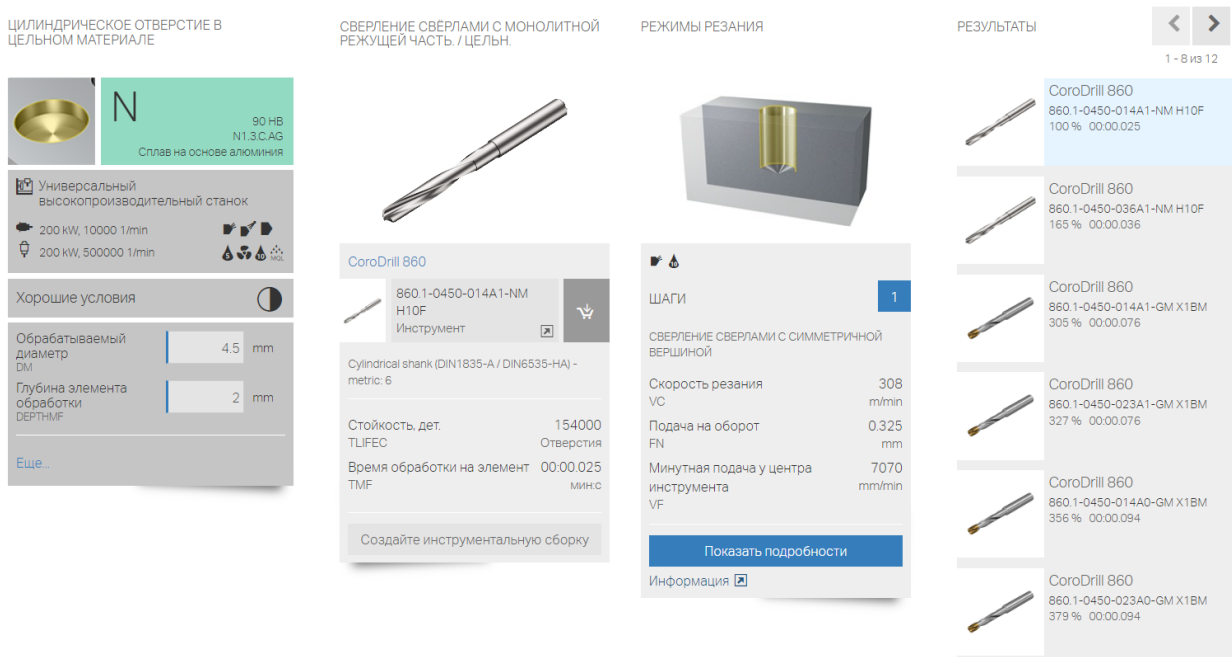 ЦИЛИНДРИЧЕСКОЕ ОТВЕРСТИЕ В
ЦЕЛЬНОМ МАТЕРИАЛЕ
N
90 HB
N1.3.C.AG
Сплав на основе алюминия
Универсальный
высокопроизводительный станок
200 kW, 10000 1/min
200 kW, 500000 1/min
5
10
MQL
Хорошие условия
Обрабатываемый
диаметр
DM
4.5 mm
Глубина элемента
обработки
DEPTHMF
2 mm
Еще...
СВЕРЛЕНИЕ СВЁРЛАМИ С МОНОЛИТНОЙ
РЕЖУЩЕЙ ЧАСТЬ. / ЦЕЛЬН.
CoroDrill 860
860.1-0450-014A1-NM
H10F
Инструмент
Cylindrical shank (DIN1835-A / DIN6535-HA) -
metric: 6
Стойкость, дет. 154000
TLIFEC Отверстия
Время обработки на элемент 00:00.025
TMF мин:с
Создайте инструментальную сборку
РЕЖИМЫ РЕЗАНИЯ
10
ШАГИ 1
СВЕРЛЕНИЕ СВЕРЛАМИ С СИММЕТРИЧНОЙ
ВЕРШИНОЙ
Скорость резания 308
VC m/min
Подача на оборот 0.325
FN mm
Минутная подача у центра 7070
инструмента mm/min
VF
Показать подробности
Информация
РЕЗУЛЬТАТЫ
1 - 8 из 12
CoroDrill 860
860.1-0450-014A1-NM H10F
100 % 00:00.025
CoroDrill 860
860.1-0450-036A1-NM H10F
165 % 00:00.036
CoroDrill 860
860.1-0450-014A1-GM X1BM
305 % 00:00.076
CoroDrill 860
860.1-0450-023A1-GM X1BM
327 % 00:00.076
CoroDrill 860
860.1-0450-014A0-GM X1BM
356 % 00:00.094
CoroDrill 860
860.1-0450-023A0-GM X1BM
379 % 00:00.094